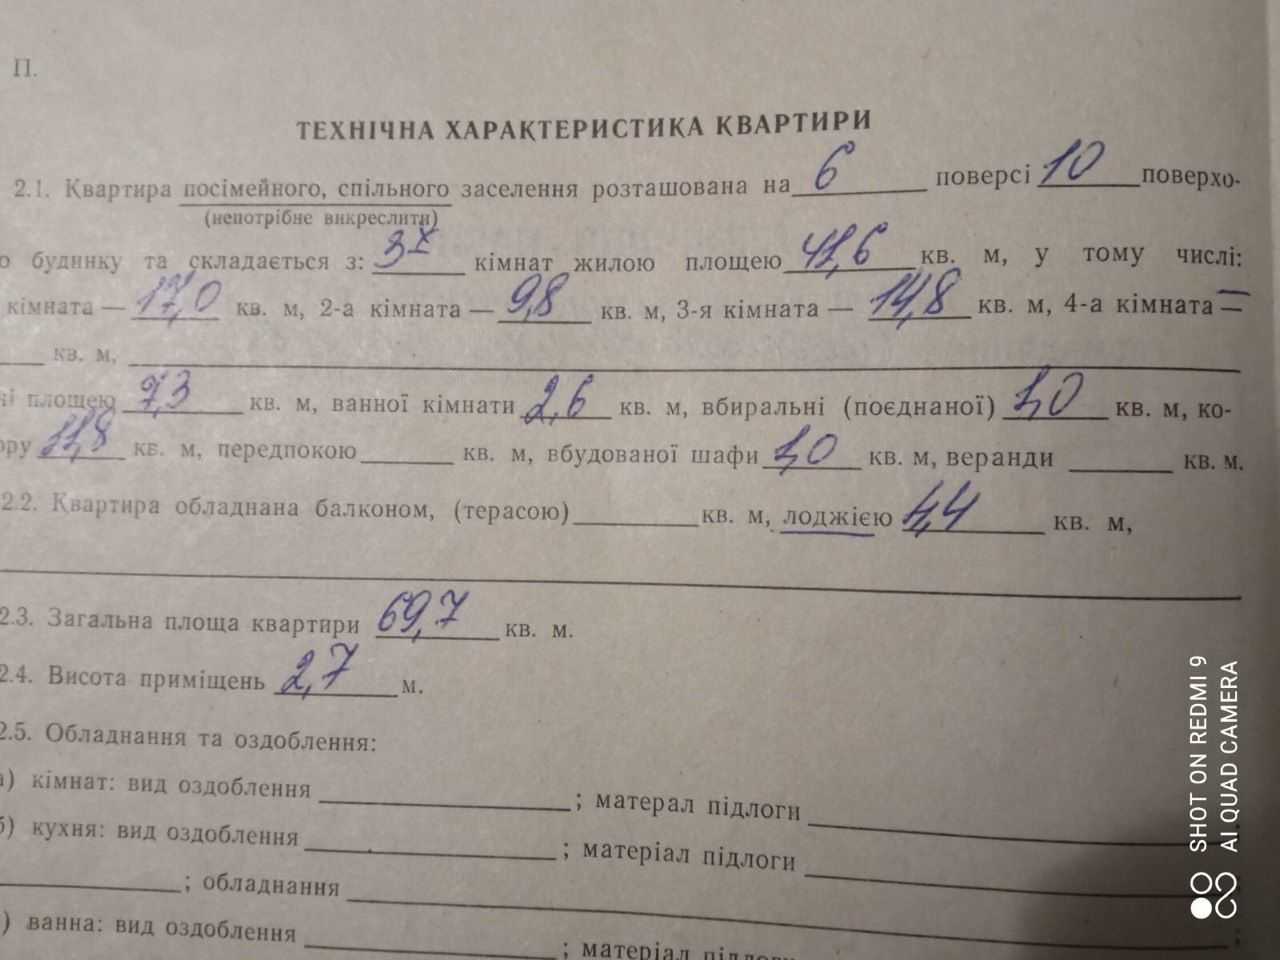 П.
ТЕХНІЧНА ХАРАКТЕРИСТИКА КВАРТИРИ
2.1. Квартира посімейного, спільного заселення розташована на 6 поверсі 10 поверхо-
(непотрібне викреслити)
о будинку та складається з: 3х кімнат жилою площею 41,6 кв. м, у тому числі:
кімната — 17,0 кв. м, 2-а кімната — 9,8 кв. м, 3-я кімната — 14,8 кв. м, 4-а кімната —
кв. м,
ні площею 7,3 кв. м, ванної кімнати 2,6 кв. м, вбиральні (поєднаної) 1,0 кв. м, ко-
ору 11,8 кв. м, передпокою кв. м, вбудованої шафи 1,0 кв. м, веранди кв. м.
2.2. Квартира обладнана балконом, (терасою) кв. м, лоджією 4,4 кв. м,
2.3. Загальна площа квартири 69,7 кв. м.
2.4. Висота приміщень 2,7 м.
2.5. Обладнання та оздоблення:
а) кімнат: вид оздоблення ; матерал підлоги
б) кухня: вид оздоблення ; матеріал підлоги
; обладнання
) ванна: вид оздоблення ; матеріал підлоги
SHOT ON REDMI 9
AI QUAD CAMERA